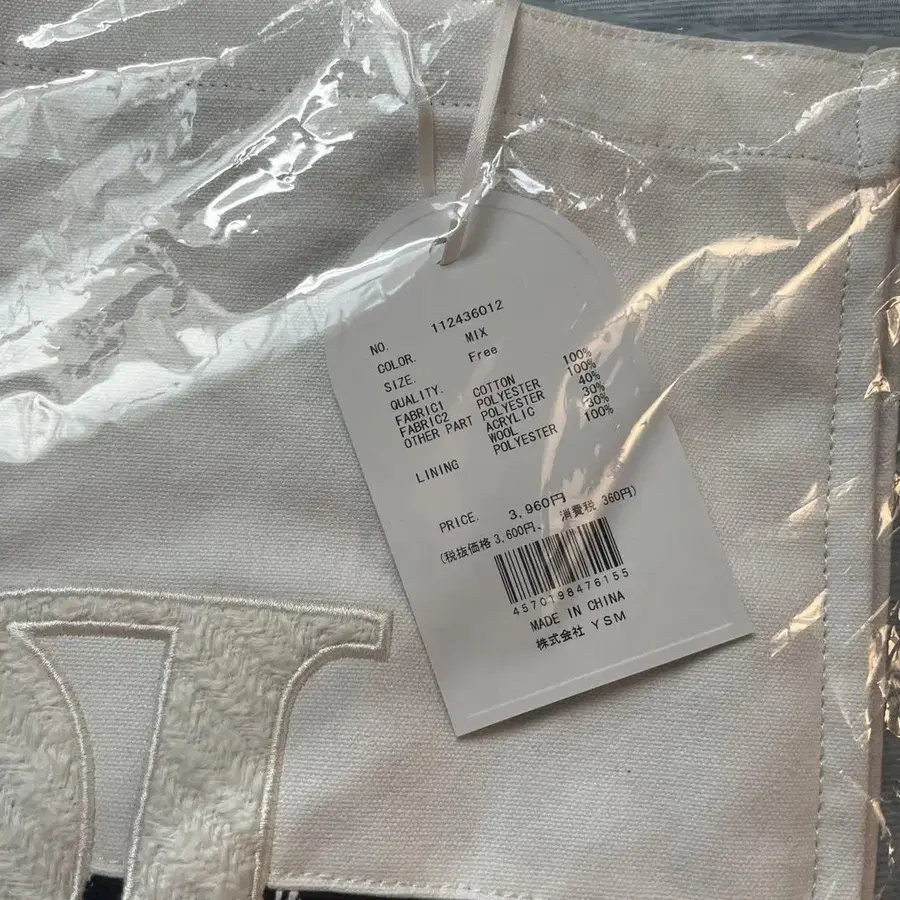 NO. 112436012
COLOR. MIX
SIZE. Free
QUALITY.
FABRIC1 COTTON 100%
FABRIC2 POLYESTER 100%
OTHER PART POLYESTER 40%
ACRYLIC 30%
WOOL 30%
LINING POLYESTER 100%
PRICE. 3,960円
(税抜価格 3,600円、 消費税 360円)
4570198476155
MADE IN CHINA
株式会社 YSM